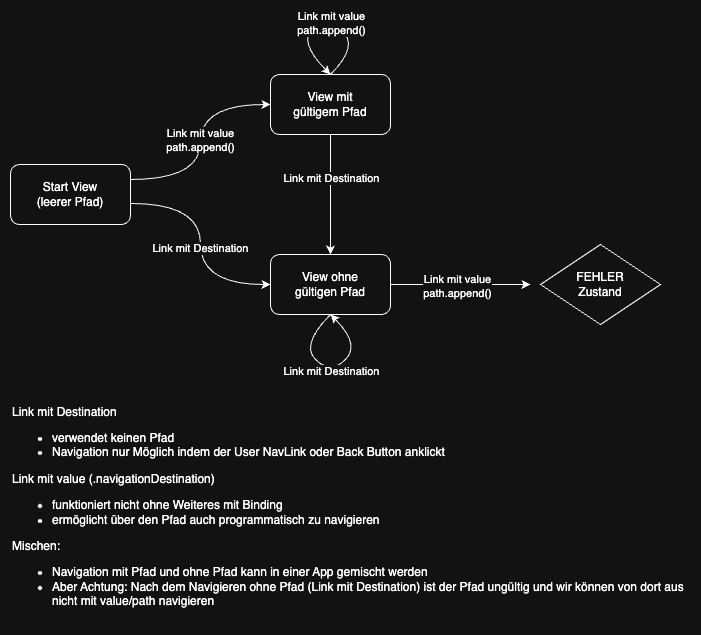 Link mit value
path.append()
View mit
gültigem Pfad
Link mit value
path.append()
Link mit Destination
Start View
(leerer Pfad)
Link mit Destination
View ohne
gültigen Pfad
Link mit value
path.append()
FEHLER
Zustand
Link mit Destination
Link mit Destination
• verwendet keinen Pfad
• Navigation nur Möglich indem der User NavLink oder Back Button anklickt
Link mit value (.navigationDestination)
• funktioniert nicht ohne Weiteres mit Binding
• ermöglicht über den Pfad auch programmatisch zu navigieren
Mischen:
• Navigation mit Pfad und ohne Pfad kann in einer App gemischt werden
• Aber Achtung: Nach dem Navigieren ohne Pfad (Link mit Destination) ist der Pfad ungültig und wir können von dort aus
nicht mit value/path navigieren